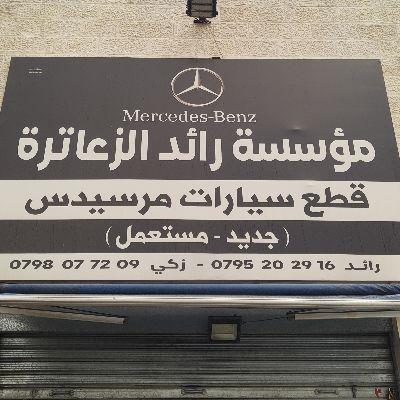 Mercedes-Benz
مؤسسة رائد الزعاترة
قطع سيارات مرسيدس
( جديد - مستعمل )
رائد 0795 20 29 16 - زكي 0798 07 72 09